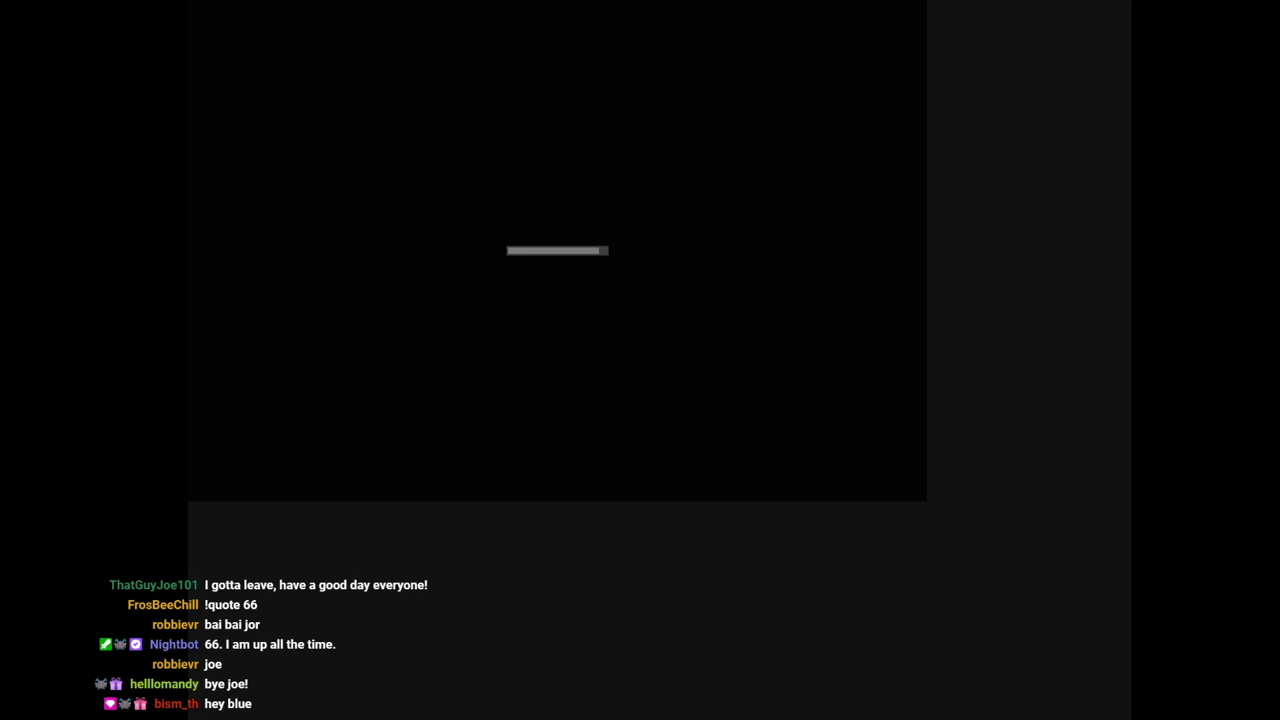 ThatGuyJoe101 I gotta leave, have a good day everyone!
FrosBeeChill !quote 66
robbievr bai bai jor
Nightbot 66. I am up all the time.
robbievr joe
helllomandy bye joe!
bism_th hey blue